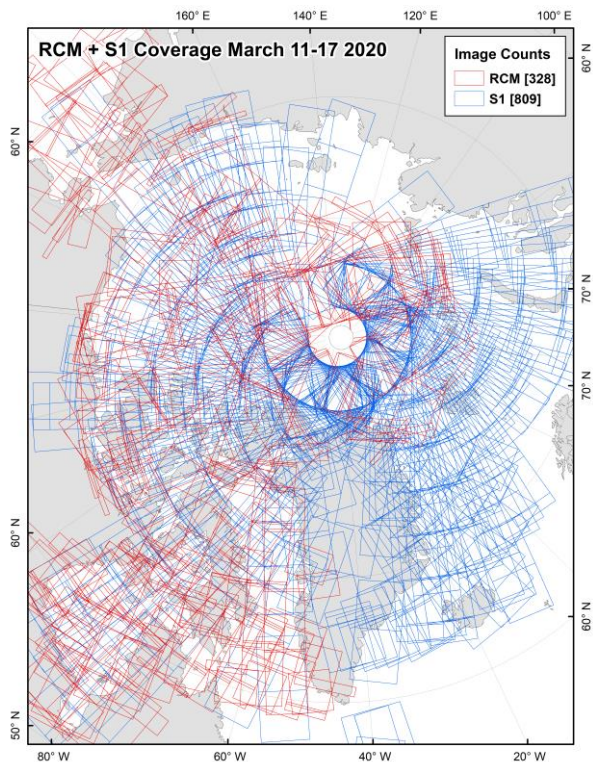 160° E 140° E 120° E 100° E
RCM + S1 Coverage March 11-17 2020
Image Counts
RCM [328]
S1 [809]
60° N
60° N
70° N
70° N
60° N
60° N
50° N
80° W 60° W 40° W 20° W